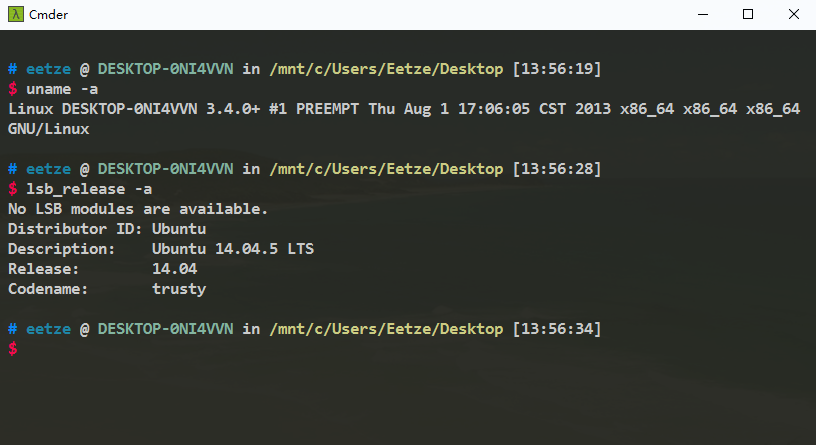 Cmder
# eetze @ DESKTOP-0NI4VVN in /mnt/c/Users/Eetze/Desktop [13:56:19]
$ uname -a
Linux DESKTOP-0NI4VVN 3.4.0+ #1 PREEMPT Thu Aug 1 17:06:05 CST 2013 x86_64 x86_64 x86_64
GNU/Linux
# eetze @ DESKTOP-0NI4VVN in /mnt/c/Users/Eetze/Desktop [13:56:28]
$ lsb_release -a
No LSB modules are available.
Distributor ID: Ubuntu
Description:    Ubuntu 14.04.5 LTS
Release:        14.04
Codename:       trusty
# eetze @ DESKTOP-0NI4VVN in /mnt/c/Users/Eetze/Desktop [13:56:34]
$